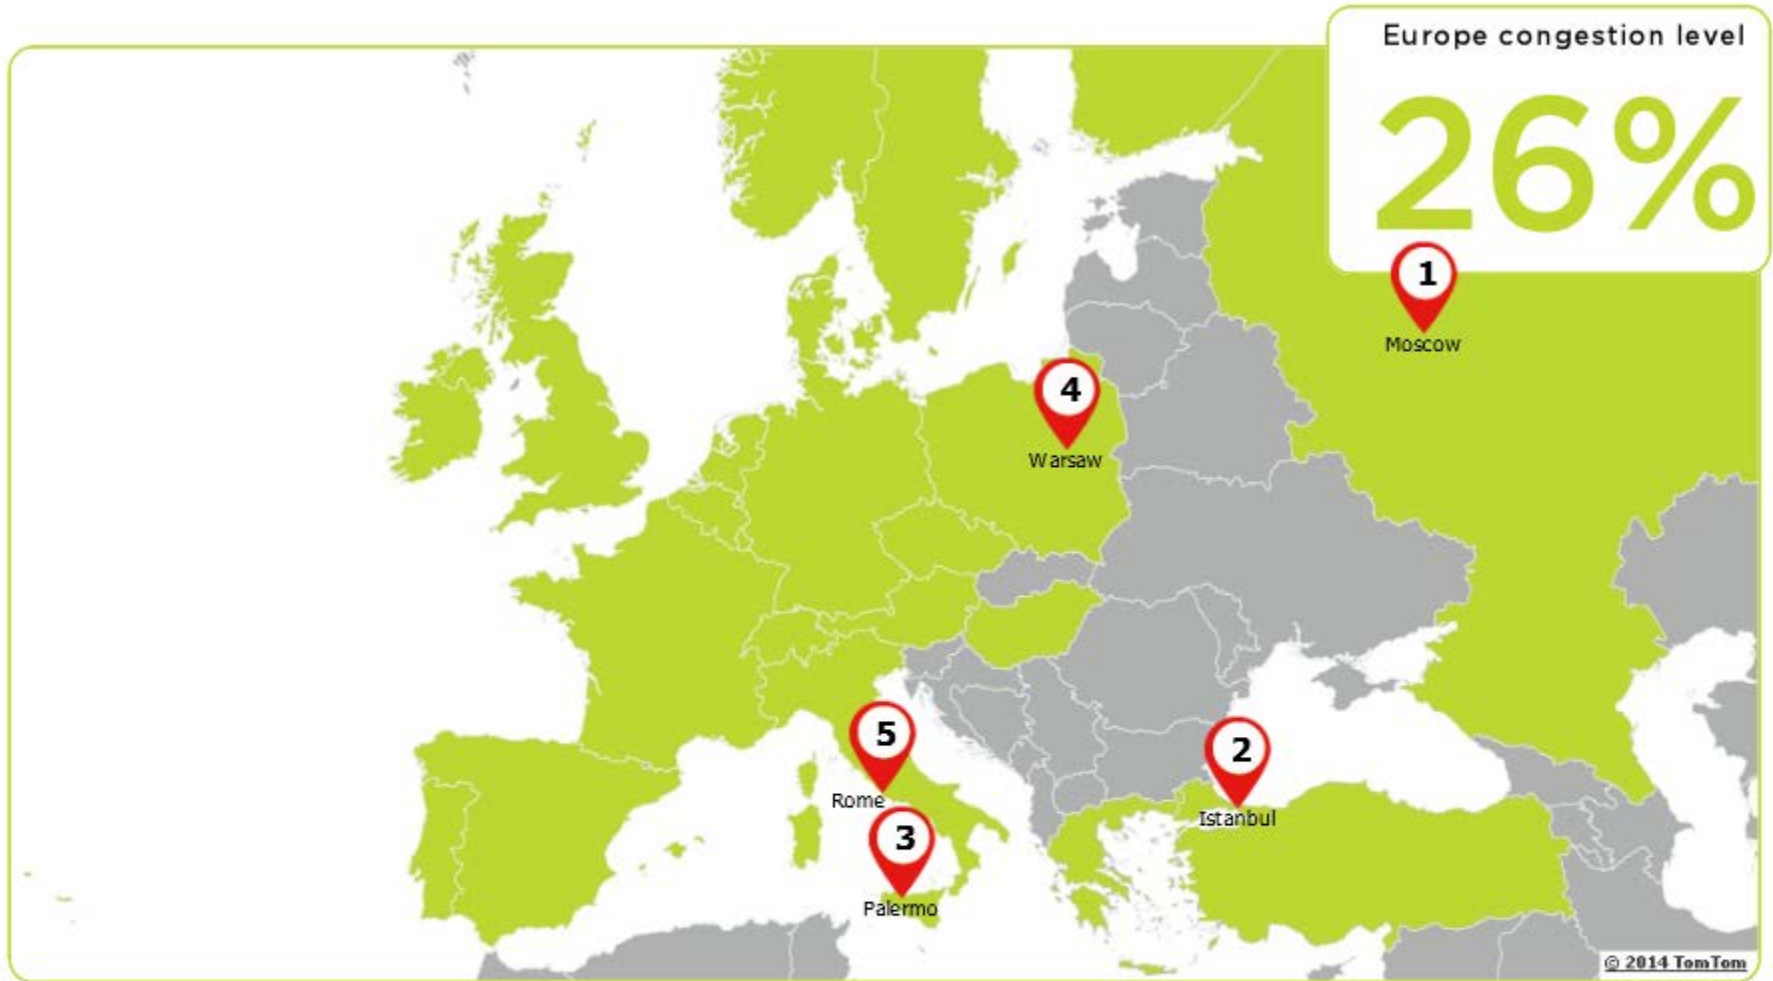 Europe congestion level
26%
1
Moscow
4
Warsaw
5
Rome
2
Istanbul
3
Palermo
© 2014 TomTom